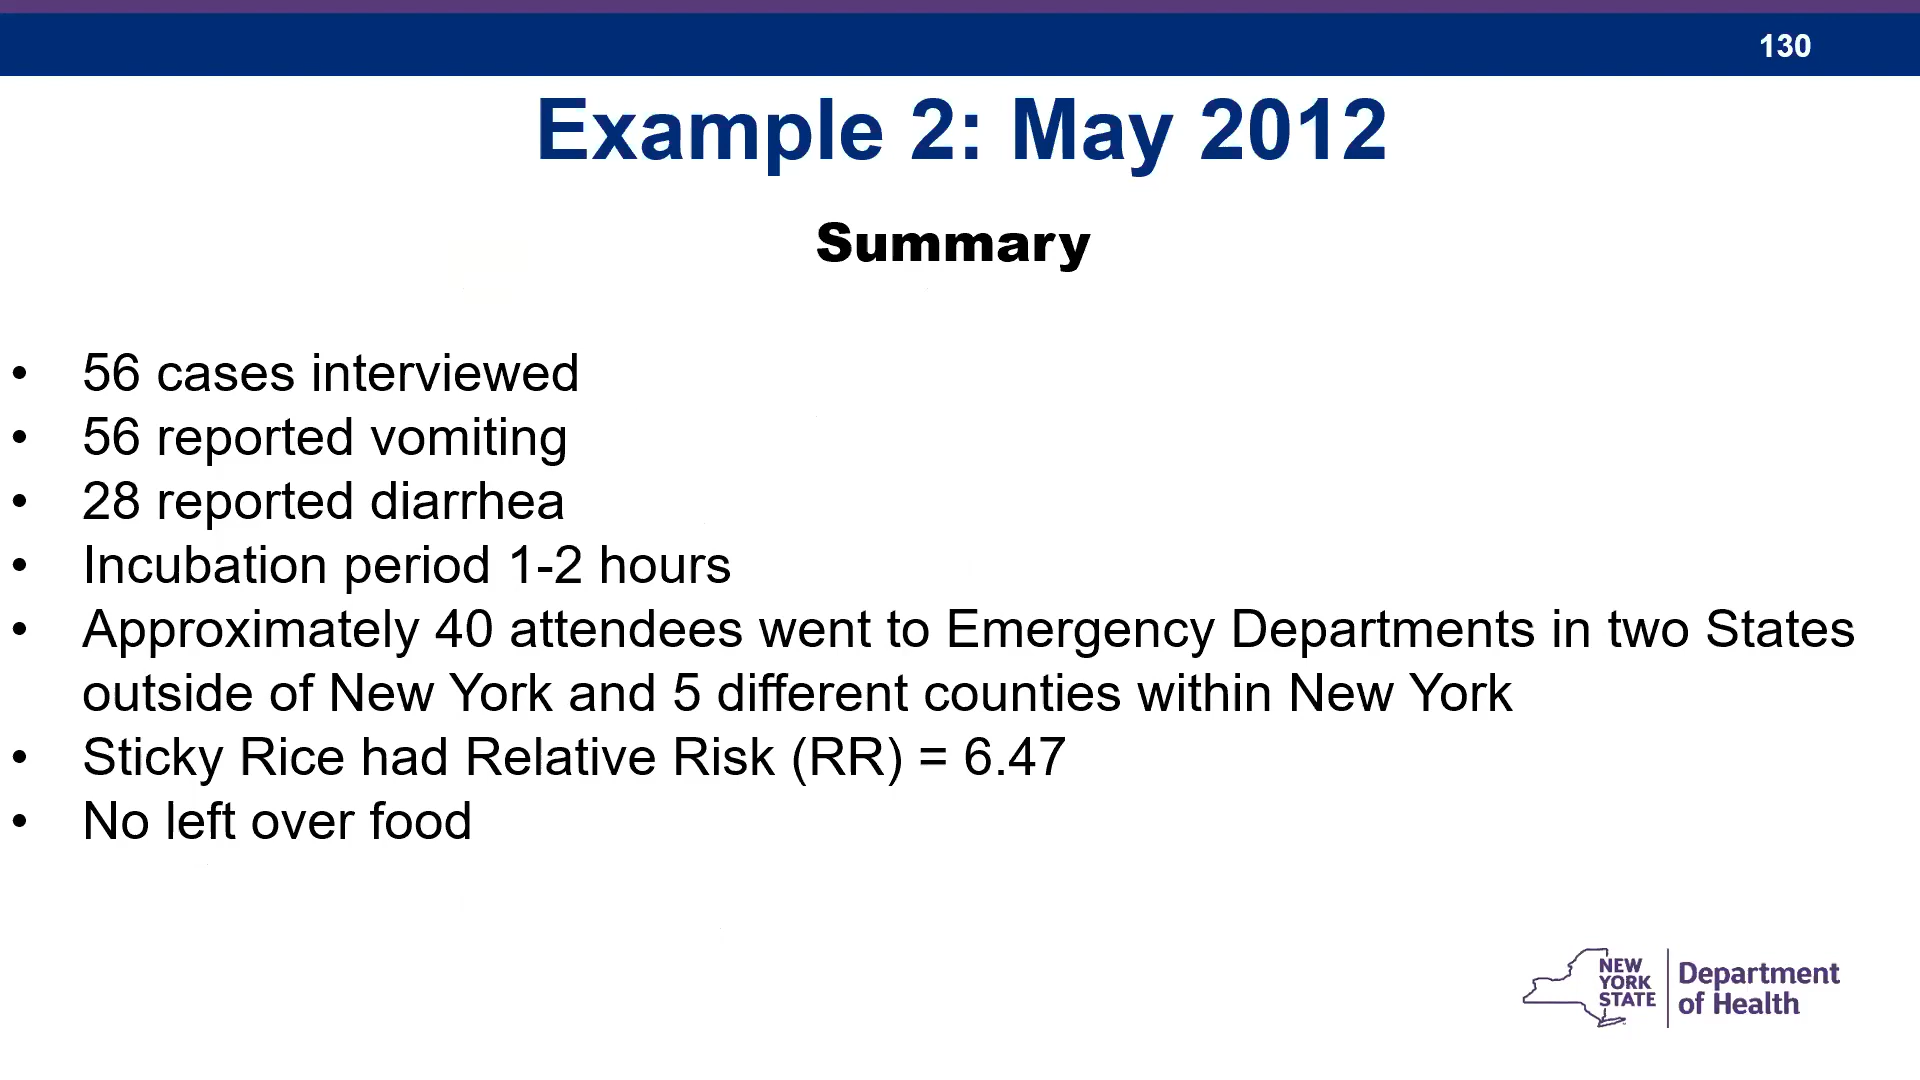 130
Example 2: May 2012
Summary
• 56 cases interviewed
• 56 reported vomiting
• 28 reported diarrhea
• Incubation period 1-2 hours
• Approximately 40 attendees went to Emergency Departments in two States
outside of New York and 5 different counties within New York
• Sticky Rice had Relative Risk (RR) = 6.47
• No left over food
NEW
YORK
STATE
Department
of Health